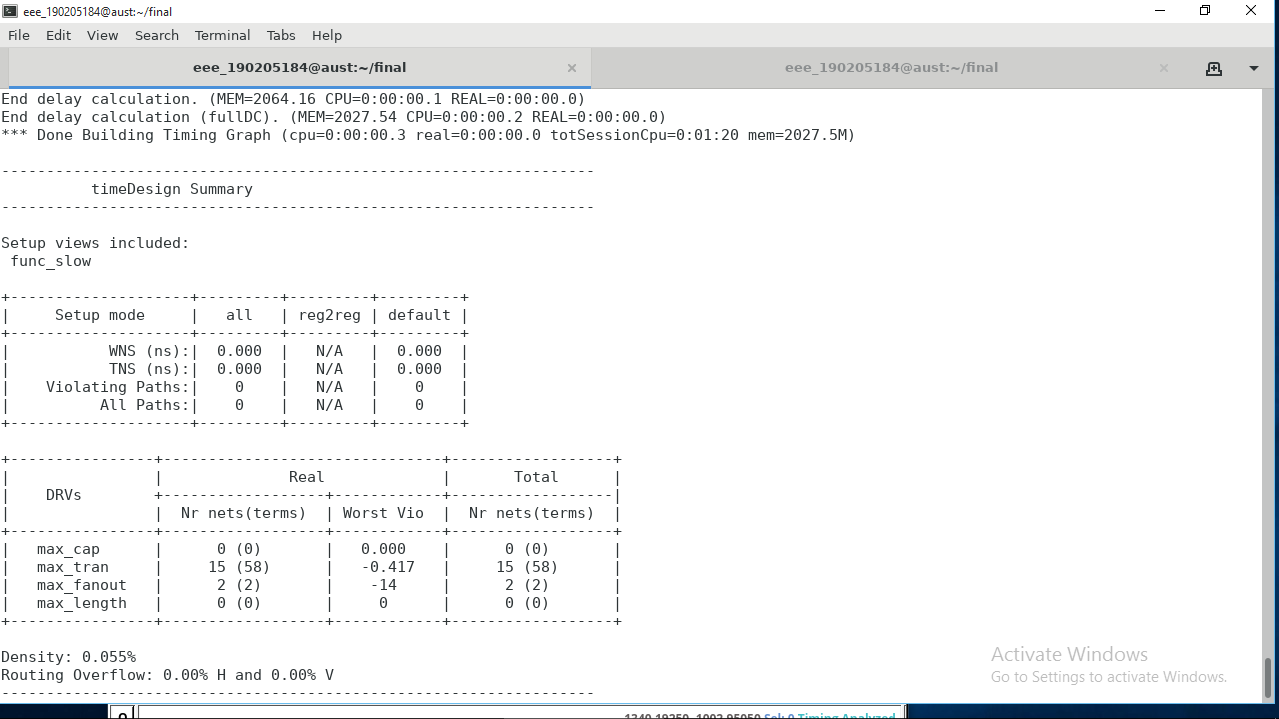 eee_190205184@aust:~/final
File Edit View Search Terminal Tabs Help
eee_190205184@aust:~/final eee_190205184@aust:~/final
End delay calculation. (MEM=2064.16 CPU=0:00:00.1 REAL=0:00:00.0)
End delay calculation (fullDC). (MEM=2027.54 CPU=0:00:00.2 REAL=0:00:00.0)
*** Done Building Timing Graph (cpu=0:00:00.3 real=0:00:00.0 totSessionCpu=0:01:20 mem=2027.5M)

------------------------------------------------------------------
          timeDesign Summary
------------------------------------------------------------------

Setup views included:
 func_slow

+--------------------+---------+---------+---------+
|     Setup mode     |   all   | reg2reg | default |
+--------------------+---------+---------+---------+
|           WNS (ns):|  0.000  |   N/A   |  0.000  |
|           TNS (ns):|  0.000  |   N/A   |  0.000  |
|    Violating Paths:|    0    |   N/A   |    0    |
|          All Paths:|    0    |   N/A   |    0    |
+--------------------+---------+---------+---------+

+----------------+-------------------------------+------------------+
|                |              Real             |       Total      |
|    DRVs        +------------------+------------+------------------|
|                |  Nr nets(terms)  | Worst Vio  |  Nr nets(terms)  |
+----------------+------------------+------------+------------------+
|   max_cap      |      0 (0)       |   0.000    |      0 (0)       |
|   max_tran     |     15 (58)      |   -0.417   |     15 (58)      |
|   max_fanout   |      2 (2)       |    -14     |      2 (2)       |
|   max_length   |      0 (0)       |     0      |      0 (0)       |
+----------------+------------------+------------+------------------+

Density: 0.055%
Routing Overflow: 0.00% H and 0.00% V
------------------------------------------------------------------
Activate Windows
Go to Settings to activate Windows.
Sel: 0 Timing Analyzed